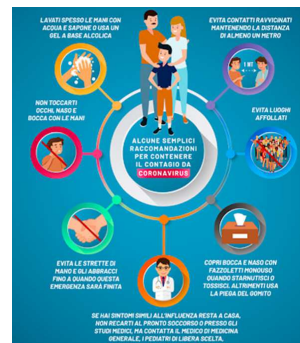 LAVATI SPESSO LE MANI CON
ACQUA E SAPONE O USA UN
GEL A BASE ALCOLICA
EVITA CONTATTI RAVVICINATI
MANTENENDO LA DISTANZA
DI ALMENO UN METRO
1 MT
NON TOCCARTI
OCCHI, NASO E
BOCCA CON LE MANI
EVITA LUOGHI
AFFOLLATI
ALCUNE SEMPLICI
RACCOMANDAZIONI
PER CONTENERE
IL CONTAGIO DA
CORONAVIRUS
EVITA LE STRETTE DI
MANO E GLI ABBRACCI
FINO A QUANDO QUESTA
EMERGENZA SARÀ FINITA
COPRI BOCCA E NASO CON
FAZZOLETTI MONOUSO
QUANDO STARNUTISCI O
TOSSISCI. ALTRIMENTI USA
LA PIEGA DEL GOMITO
SE HAI SINTOMI SIMILI ALL'INFLUENZA RESTA A CASA,
NON RECARTI AL PRONTO SOCCORSO O PRESSO GLI
STUDI MEDICI, MA CONTATTA IL MEDICO DI MEDICINA
GENERALE, I PEDIATRI DI LIBERA SCELTA,